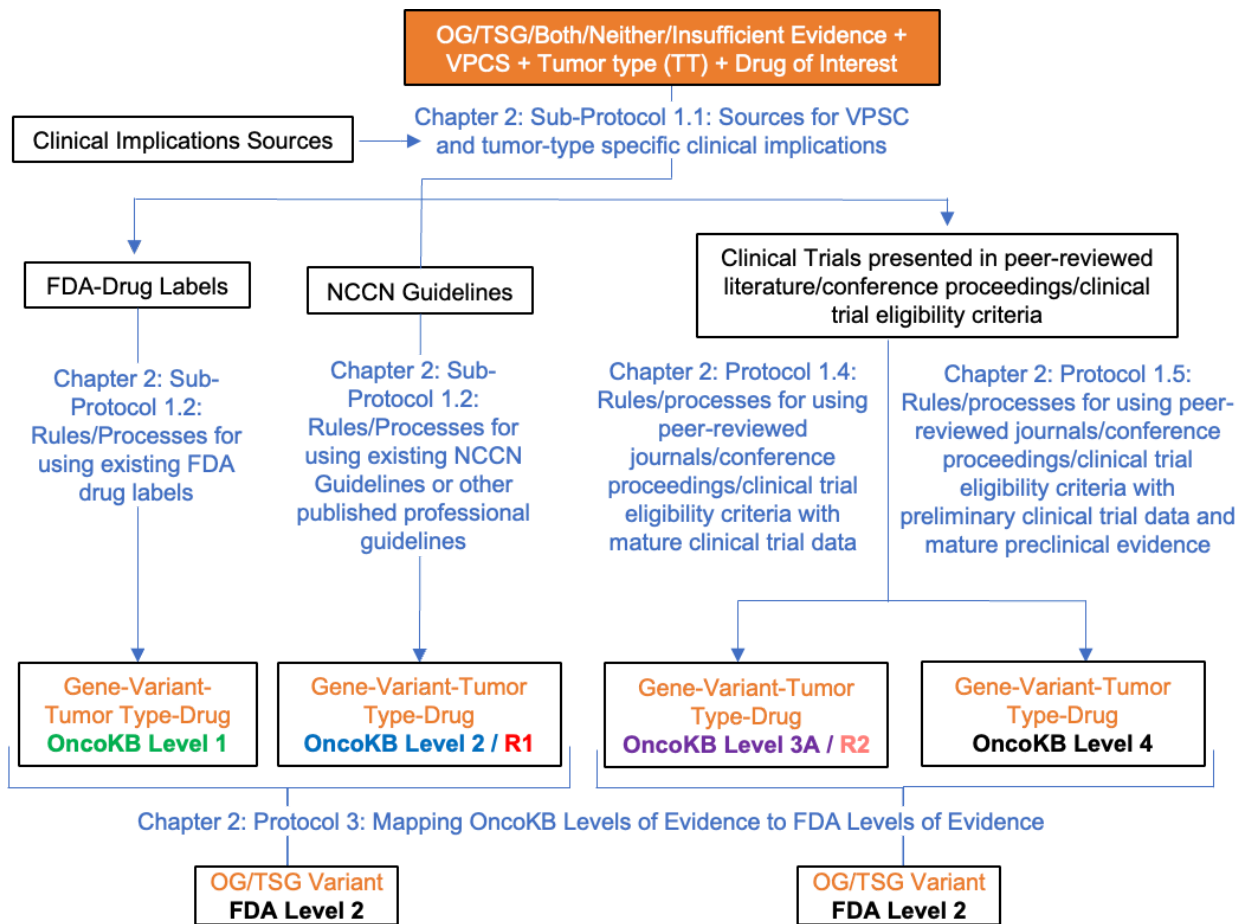 OG/TSG/Both/Neither/Insufficient Evidence +
VPCS + Tumor type (TT) + Drug of Interest
Clinical Implications Sources
Chapter 2: Sub-Protocol 1.1: Sources for VPSC
and tumor-type specific clinical implications
FDA-Drug Labels
NCCN Guidelines
Clinical Trials presented in peer-reviewed
literature/conference proceedings/clinical
trial eligibility criteria
Chapter 2: Sub-
Protocol 1.2:
Rules/Processes for
using existing FDA
drug labels
Chapter 2: Sub-
Protocol 1.2:
Rules/Processes for
using existing NCCN
Guidelines or other
published professional
guidelines
Chapter 2: Protocol 1.4:
Rules/processes for using
peer-reviewed
journals/conference
proceedings/clinical trial
eligibility criteria with
mature clinical trial data
Chapter 2: Protocol 1.5:
Rules/processes for using peer-
reviewed journals/conference
proceedings/clinical trial
eligibility criteria with
preliminary clinical trial data and
mature preclinical evidence
Gene-Variant-
Tumor Type-Drug
OncoKB Level 1
Gene-Variant-Tumor
Type-Drug
OncoKB Level 2 / R1
Gene-Variant-Tumor
Type-Drug
OncoKB Level 3A / R2
Gene-Variant-Tumor
Type-Drug
OncoKB Level 4
Chapter 2: Protocol 3: Mapping OncoKB Levels of Evidence to FDA Levels of Evidence
OG/TSG Variant
FDA Level 2
OG/TSG Variant
FDA Level 2